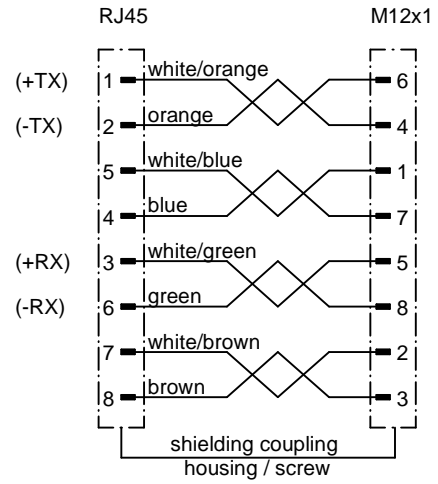 RJ45 M12x1
(+TX) 1 white/orange 6
(-TX) 2 orange 4
5 white/blue 1
4 blue 7
(+RX) 3 white/green 5
(-RX) 6 green 8
7 white/brown 2
8 brown 3
shielding coupling
housing / screw